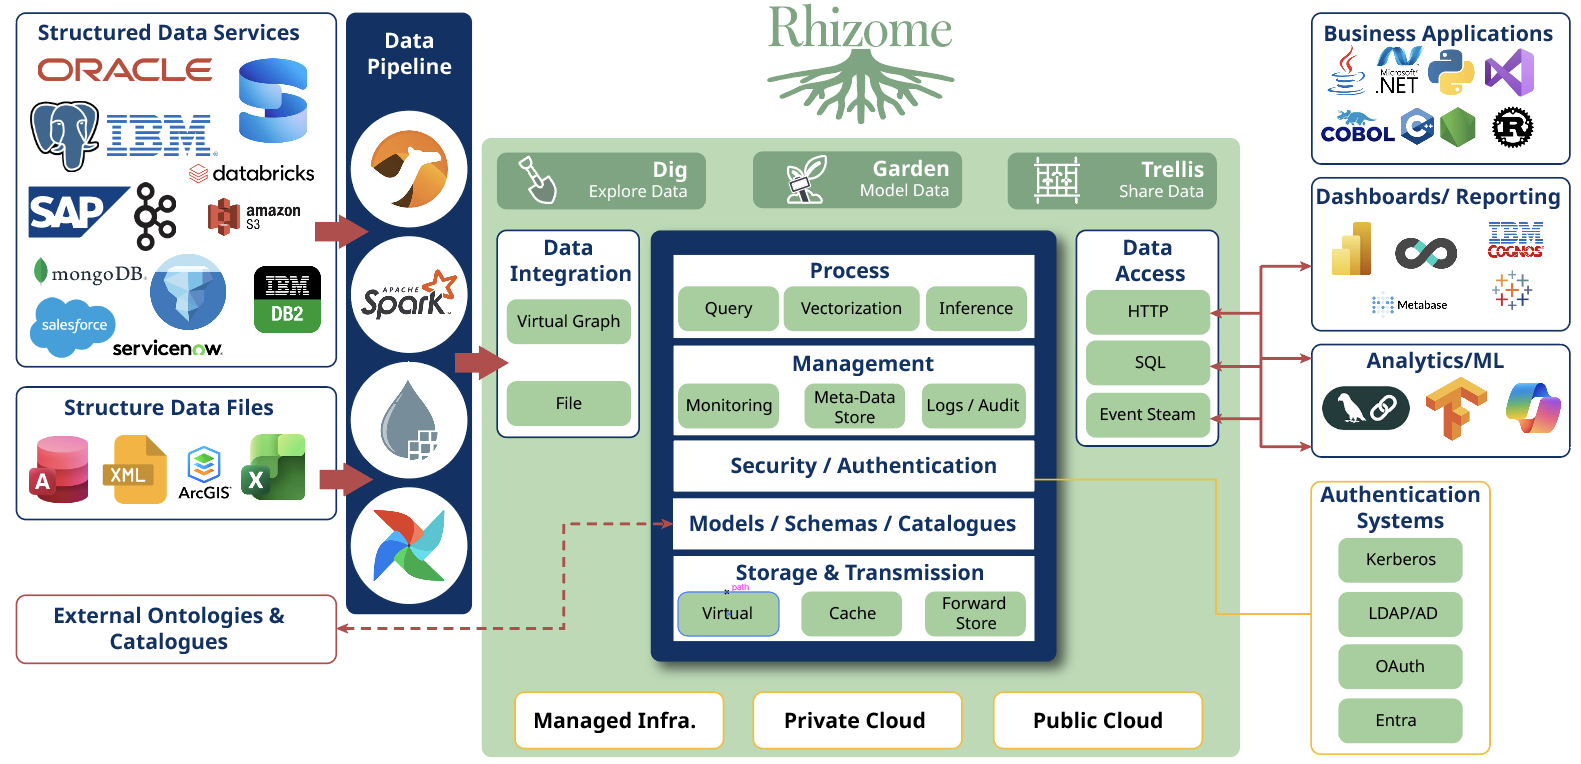 Rhizome
Structured Data Services
ORACLE
IBM
databricks
SAP
amazon
S3
mongoDB
IBM
DB2
salesforce
servicenow
Structure Data Files
A
XML
ArcGIS
X
External Ontologies &
Catalogues
Data
Pipeline
APACHE
Spark
Dig
Explore Data
Garden
Model Data
Trellis
Share Data
Data
Integration
Virtual Graph
File
Process
Query
Vectorization
Inference
Management
Monitoring
Meta-Data
Store
Logs / Audit
Security / Authentication
Models / Schemas / Catalogues
Storage & Transmission
path
Virtual
Cache
Forward
Store
Data
Access
HTTP
SQL
Event Steam
Managed Infra.
Private Cloud
Public Cloud
Business Applications
Java
Microsoft
.NET
COBOL
C++
R
Dashboards/ Reporting
IBM
COGNOS
Metabase
Analytics/ML
Authentication
Systems
Kerberos
LDAP/AD
OAuth
Entra